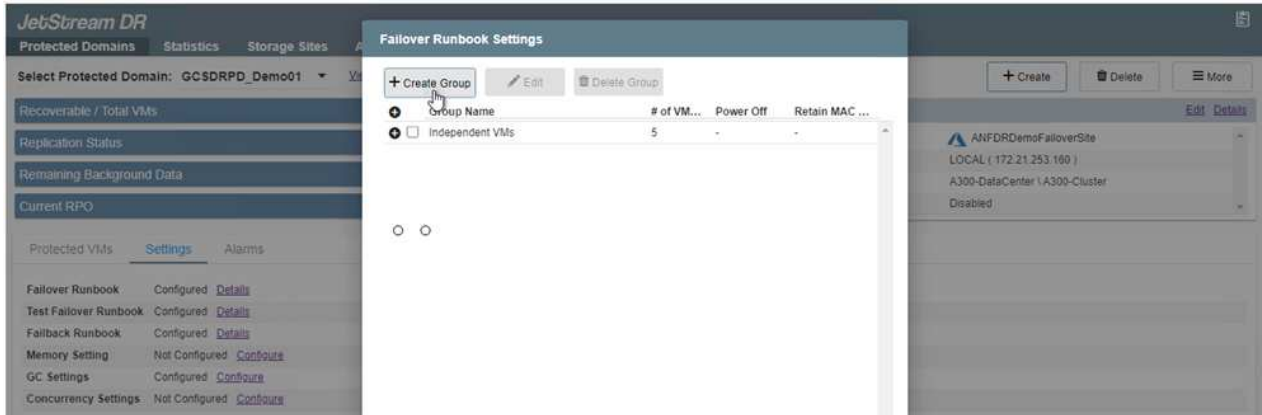 JetStream DR
Protected Domains Statistics Storage Sites A
Select Protected Domain: GCSDRPD_Demo01 Vi
+ Create Delete More
Recoverable / Total VMs
Edit Details
Replication Status
ANFDRDemoFailoverSite
LOCAL ( 172.21.253.160 )
Remaining Background Data
A300-DataCenter \ A300-Cluster
Current RPO
Disabled
Protected VMs Settings Alarms
Failover Runbook Configured Details
Test Failover Runbook Configured Details
Failback Runbook Configured Details
Memory Setting Not Configured Configure
GC Settings Configured Configure
Concurrency Settings Not Configured Configure
Failover Runbook Settings
+ Create Group Edit Delete Group
Group Name # of VM... Power Off Retain MAC ...
Independent VMs 5 - -